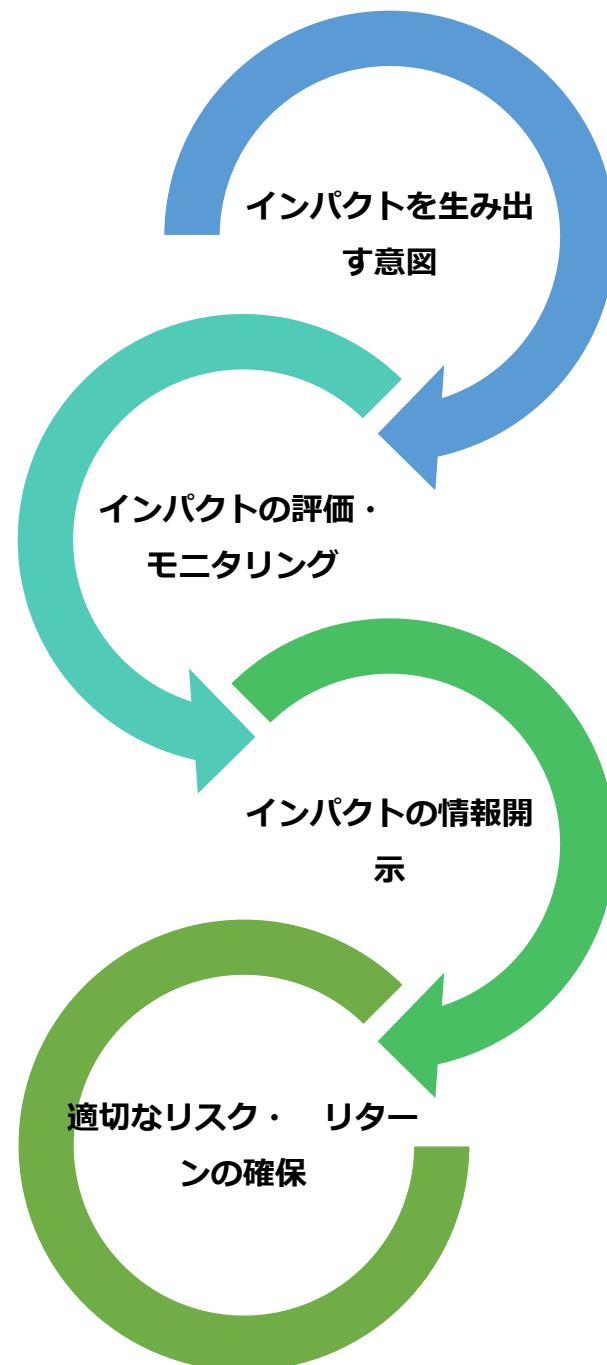 インパクトを生み出
す意図
インパクトの評価・
モニタリング
インパクトの情報開
示
適切なリスク・　リター
ンの確保